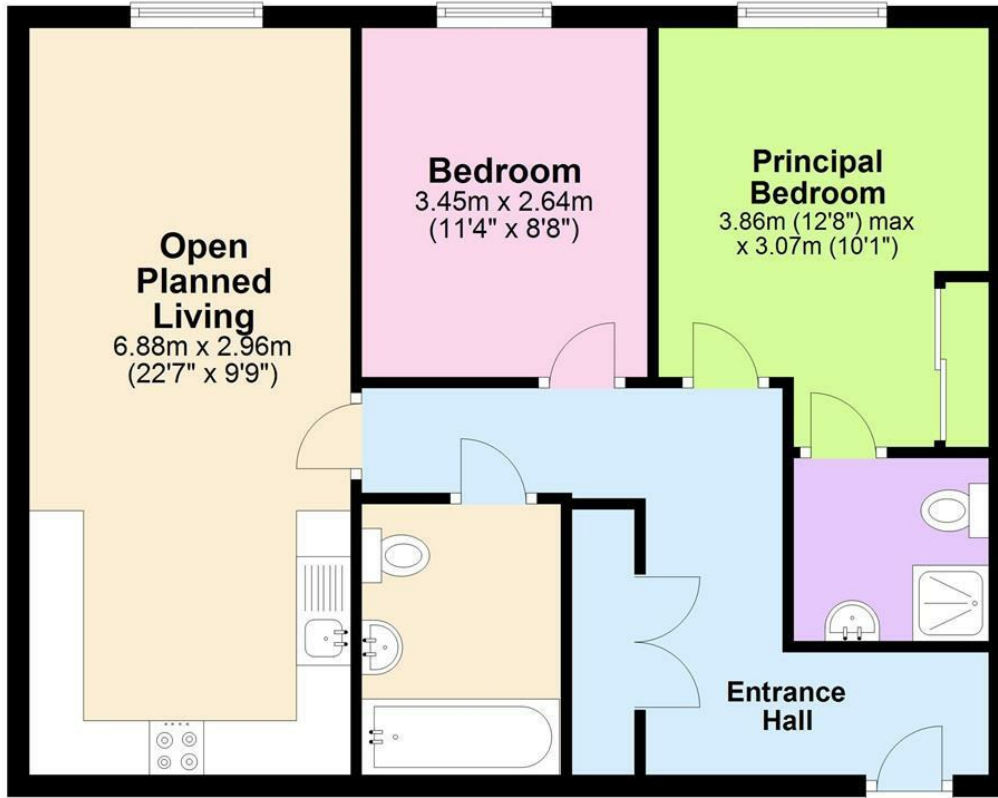 Open
Planned
Living
6.88m x 2.96m
(22'7" x 9'9")
Bedroom
3.45m x 2.64m
(11'4" x 8'8")
Principal
Bedroom
3.86m (12'8") max
x 3.07m (10'1")
Entrance
Hall